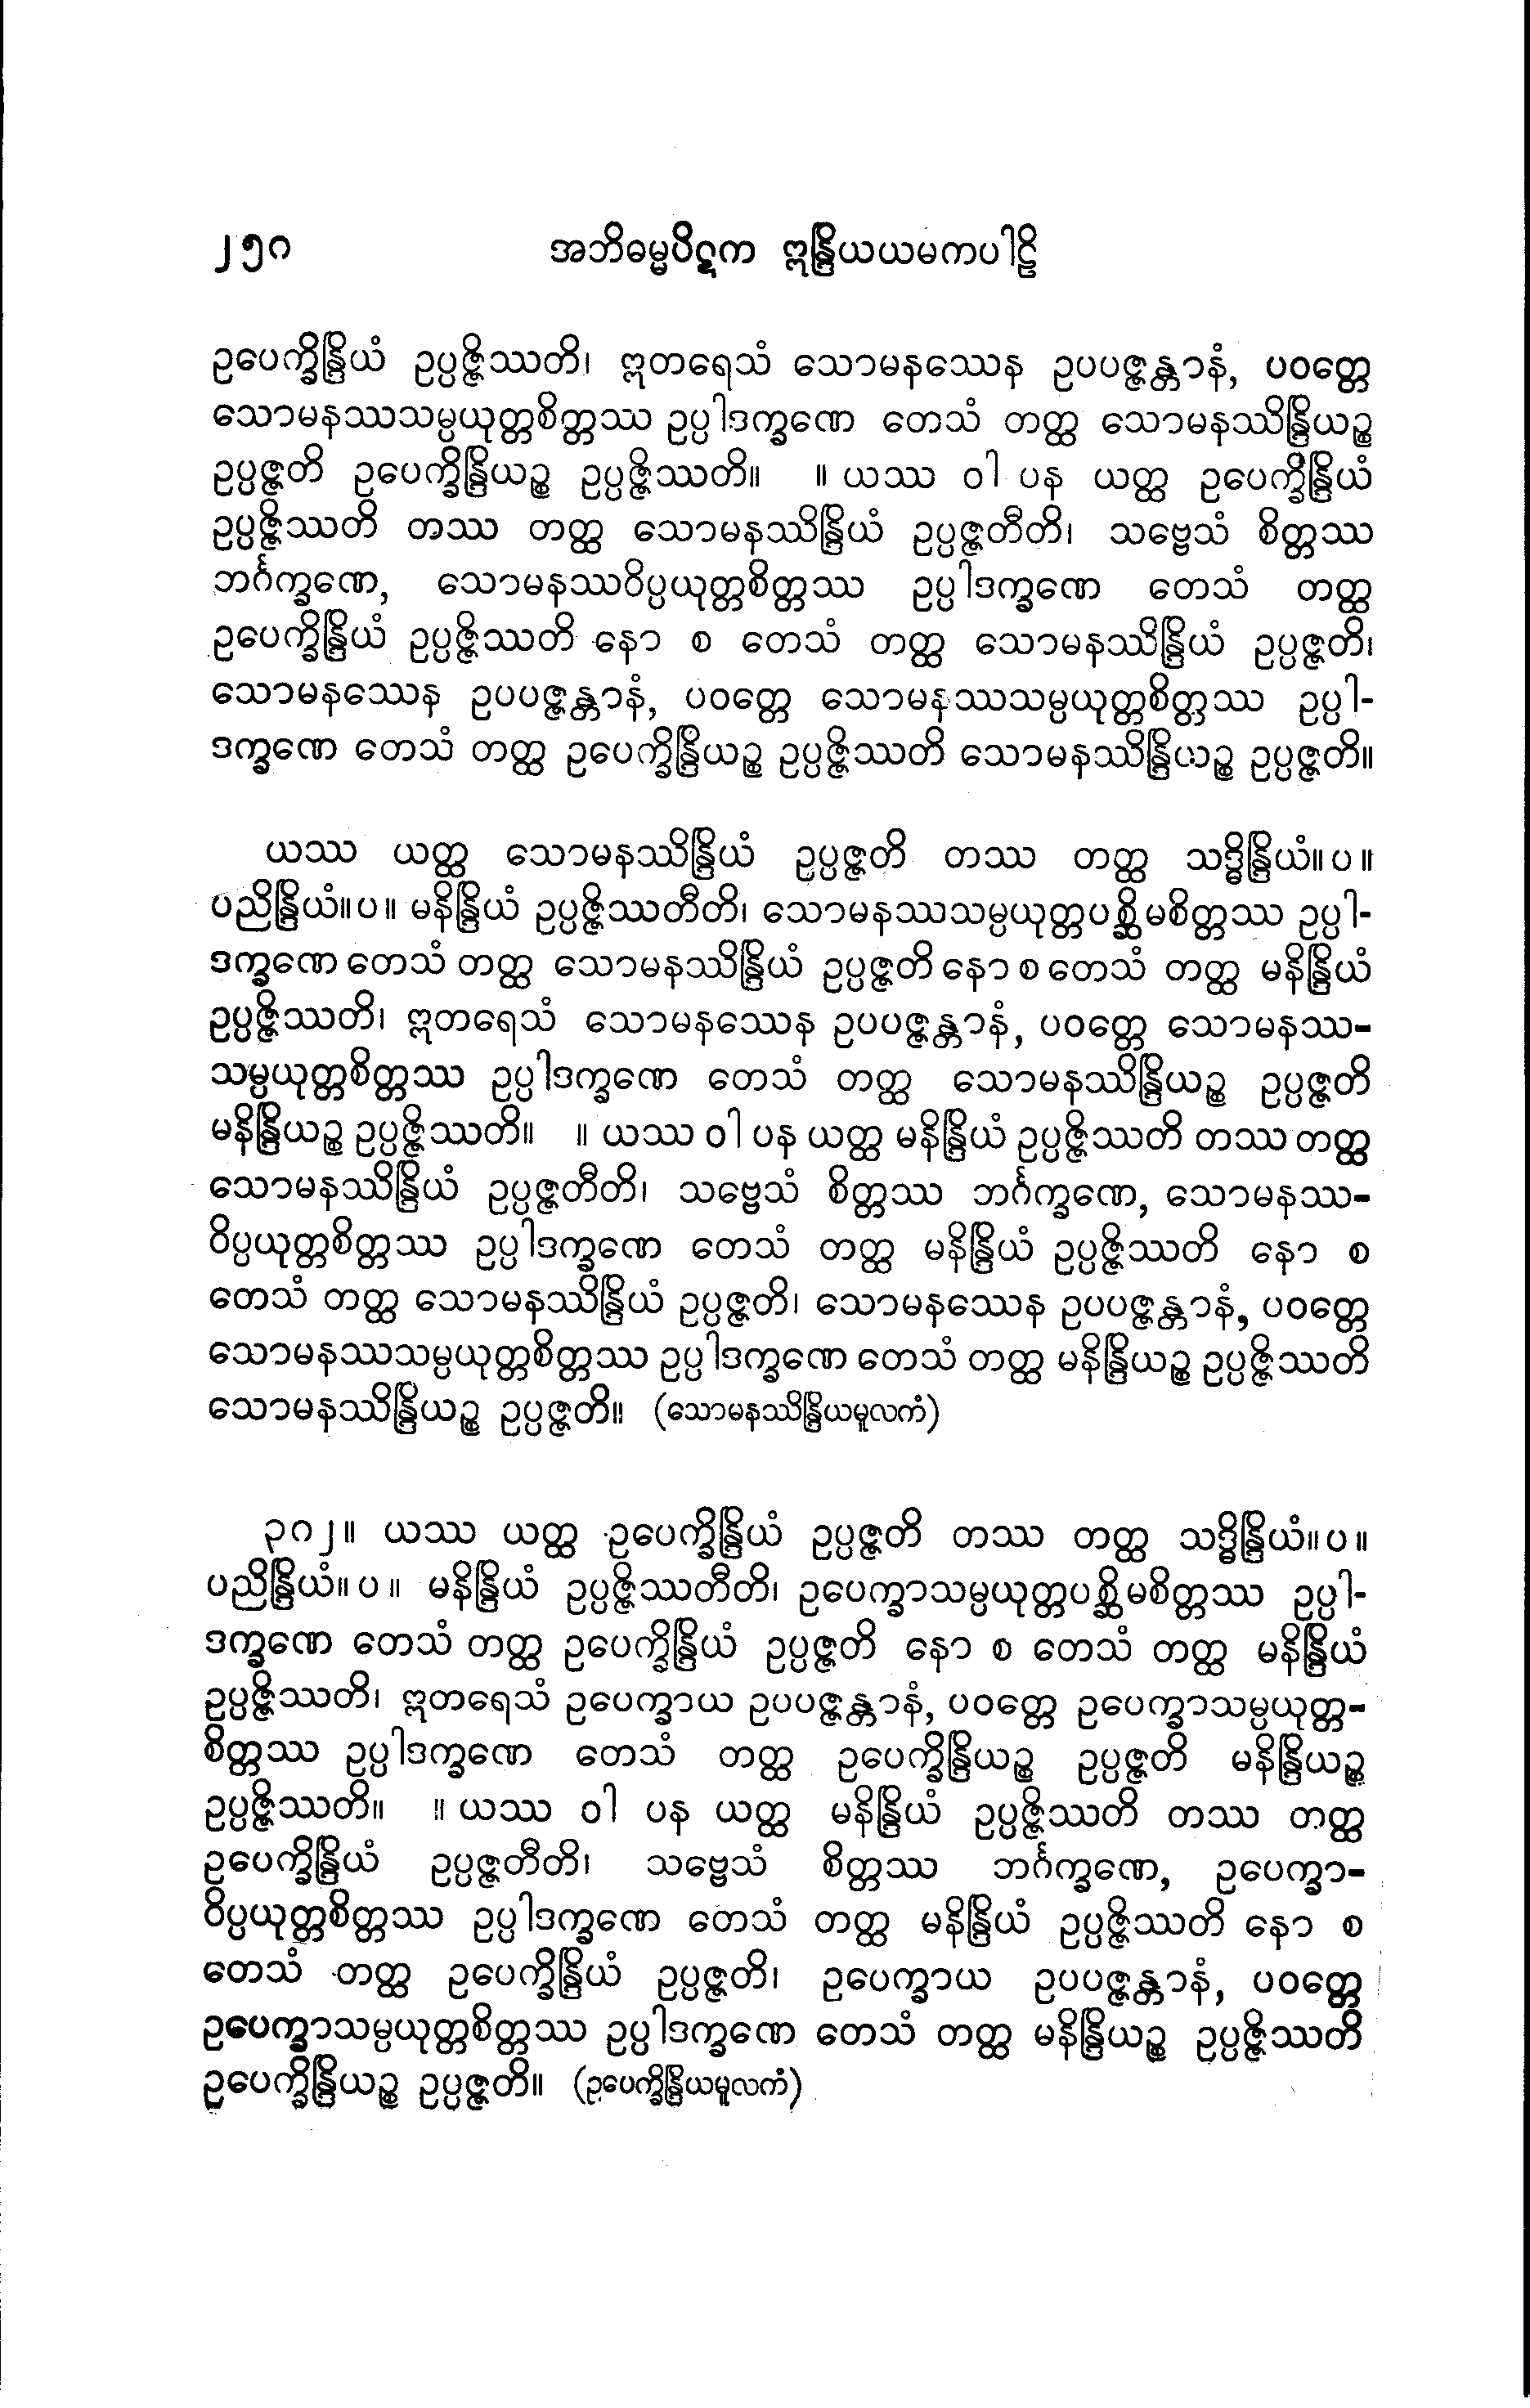 ၂၅၀ အဘိဓမ္မပိဋက ဣန္ဒြိယယမကပါဠိ
ဥပေက္ခိန္ဒြိယံ ဥပ္ပဇ္ဇိဿတိ၊ ဣတရေသံ သောမနဿေန ဥပပဇ္ဇန္တာနံ, ပဝတ္တေ
သောမနဿသမ္ပယုတ္တစိတ္တဿ ဥပ္ပါဒက္ခဏေ တေသံ တတ္ထ သောမနဿိန္ဒြိယဉ္စ
ဥပ္ပဇ္ဇတိ ဥပေက္ခိန္ဒြိယဉ္စ ဥပ္ပဇ္ဇိဿတိ။ ။ ယဿ ဝါ ပန ယတ္ထ ဥပေက္ခိန္ဒြိယံ
ဥပ္ပဇ္ဇိဿတိ တဿ တတ္ထ သောမနဿိန္ဒြိယံ ဥပ္ပဇ္ဇတီတိ၊ သဗ္ဗေသံ စိတ္တဿ
ဘင်္ဂက္ခဏေ, သောမနဿဝိပ္ပယုတ္တစိတ္တဿ ဥပ္ပါဒက္ခဏေ တေသံ တတ္ထ
ဥပေက္ခိန္ဒြိယံ ဥပ္ပဇ္ဇိဿတိ နော စ တေသံ တတ္ထ သောမနဿိန္ဒြိယံ ဥပ္ပဇ္ဇတိ၊
သောမနဿေန ဥပပဇ္ဇန္တာနံ, ပဝတ္တေ သောမနဿသမ္ပယုတ္တစိတ္တဿ ဥပ္ပါ-
ဒက္ခဏေ တေသံ တတ္ထ ဥပေက္ခိန္ဒြိယဉ္စ ဥပ္ပဇ္ဇိဿတိ သောမနဿိန္ဒြိယဉ္စ ဥပ္ပဇ္ဇတိ။
ယဿ ယတ္ထ သောမနဿိန္ဒြိယံ ဥပ္ပဇ္ဇတိ တဿ တတ္ထ သဒ္ဓိန္ဒြိယံ။ပ။
ပညိန္ဒြိယံ။ပ။ မနိန္ဒြိယံ ဥပ္ပဇ္ဇိဿတီတိ၊ သောမနဿသမ္ပယုတ္တပစ္ဆိမစိတ္တဿ ဥပ္ပါ-
ဒက္ခဏေ တေသံ တတ္ထ သောမနဿိန္ဒြိယံ ဥပ္ပဇ္ဇတိ နော စ တေသံ တတ္ထ မနိန္ဒြိယံ
ဥပ္ပဇ္ဇိဿတိ၊ ဣတရေသံ သောမနဿေန ဥပပဇ္ဇန္တာနံ, ပဝတ္တေ သောမနဿ-
သမ္ပယုတ္တစိတ္တဿ ဥပ္ပါဒက္ခဏေ တေသံ တတ္ထ သောမနဿိန္ဒြိယဉ္စ ဥပ္ပဇ္ဇတိ
မနိန္ဒြိယဉ္စ ဥပ္ပဇ္ဇိဿတိ။ ။ ယဿ ဝါ ပန ယတ္ထ မနိန္ဒြိယံ ဥပ္ပဇ္ဇိဿတိ တဿ တတ္ထ
သောမနဿိန္ဒြိယံ ဥပ္ပဇ္ဇတီတိ၊ သဗ္ဗေသံ စိတ္တဿ ဘင်္ဂက္ခဏေ, သောမနဿ-
ဝိပ္ပယုတ္တစိတ္တဿ ဥပ္ပါဒက္ခဏေ တေသံ တတ္ထ မနိန္ဒြိယံ ဥပ္ပဇ္ဇိဿတိ နော စ
တေသံ တတ္ထ သောမနဿိန္ဒြိယံ ဥပ္ပဇ္ဇတိ၊ သောမနဿေန ဥပပဇ္ဇန္တာနံ, ပဝတ္တေ
သောမနဿသမ္ပယုတ္တစိတ္တဿ ဥပ္ပါဒက္ခဏေ တေသံ တတ္ထ မနိန္ဒြိယဉ္စ ဥပ္ပဇ္ဇိဿတိ
သောမနဿိန္ဒြိယဉ္စ ဥပ္ပဇ္ဇတိ။ (သောမနဿိန္ဒြိယမူလကံ)
၃၀၂။ ယဿ ယတ္ထ ဥပေက္ခိန္ဒြိယံ ဥပ္ပဇ္ဇတိ တဿ တတ္ထ သဒ္ဓိန္ဒြိယံ။ပ။
ပညိန္ဒြိယံ။ပ။ မနိန္ဒြိယံ ဥပ္ပဇ္ဇိဿတီတိ၊ ဥပေက္ခာသမ္ပယုတ္တပစ္ဆိမစိတ္တဿ ဥပ္ပါ-
ဒက္ခဏေ တေသံ တတ္ထ ဥပေက္ခိန္ဒြိယံ ဥပ္ပဇ္ဇတိ နော စ တေသံ တတ္ထ မနိန္ဒြိယံ
ဥပ္ပဇ္ဇိဿတိ၊ ဣတရေသံ ဥပေက္ခာယ ဥပပဇ္ဇန္တာနံ, ပဝတ္တေ ဥပေက္ခာသမ္ပယုတ္တ-
စိတ္တဿ ဥပ္ပါဒက္ခဏေ တေသံ တတ္ထ ဥပေက္ခိန္ဒြိယဉ္စ ဥပ္ပဇ္ဇတိ မနိန္ဒြိယဉ္စ
ဥပ္ပဇ္ဇိဿတိ။ ။ ယဿ ဝါ ပန ယတ္ထ မနိန္ဒြိယံ ဥပ္ပဇ္ဇိဿတိ တဿ တတ္ထ
ဥပေက္ခိန္ဒြိယံ ဥပ္ပဇ္ဇတီတိ၊ သဗ္ဗေသံ စိတ္တဿ ဘင်္ဂက္ခဏေ, ဥပေက္ခာ-
ဝိပ္ပယုတ္တစိတ္တဿ ဥပ္ပါဒက္ခဏေ တေသံ တတ္ထ မနိန္ဒြိယံ ဥပ္ပဇ္ဇိဿတိ နော စ
တေသံ တတ္ထ ဥပေက္ခိန္ဒြိယံ ဥပ္ပဇ္ဇတိ၊ ဥပေက္ခာယ ဥပပဇ္ဇန္တာနံ, ပဝတ္တေ
ဥပေက္ခာသမ္ပယုတ္တစိတ္တဿ ဥပ္ပါဒက္ခဏေ တေသံ တတ္ထ မနိန္ဒြိယဉ္စ ဥပ္ပဇ္ဇိဿတိ
ဥပေက္ခိန္ဒြိယဉ္စ ဥပ္ပဇ္ဇတိ။ (ဥပေက္ခိန္ဒြိယမူလကံ)